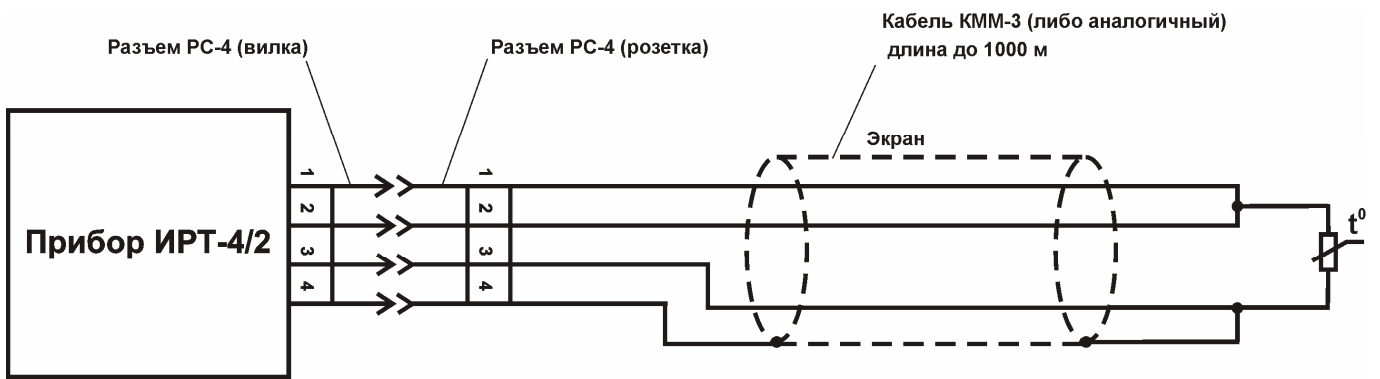 Кабель КММ-3 (либо аналогичный)
длина до 1000 м
Разъем РС-4 (вилка)
Разъем РС-4 (розетка)
Экран
Прибор ИРТ-4/2
1
2
3
4
1
2
3
4
t⁰